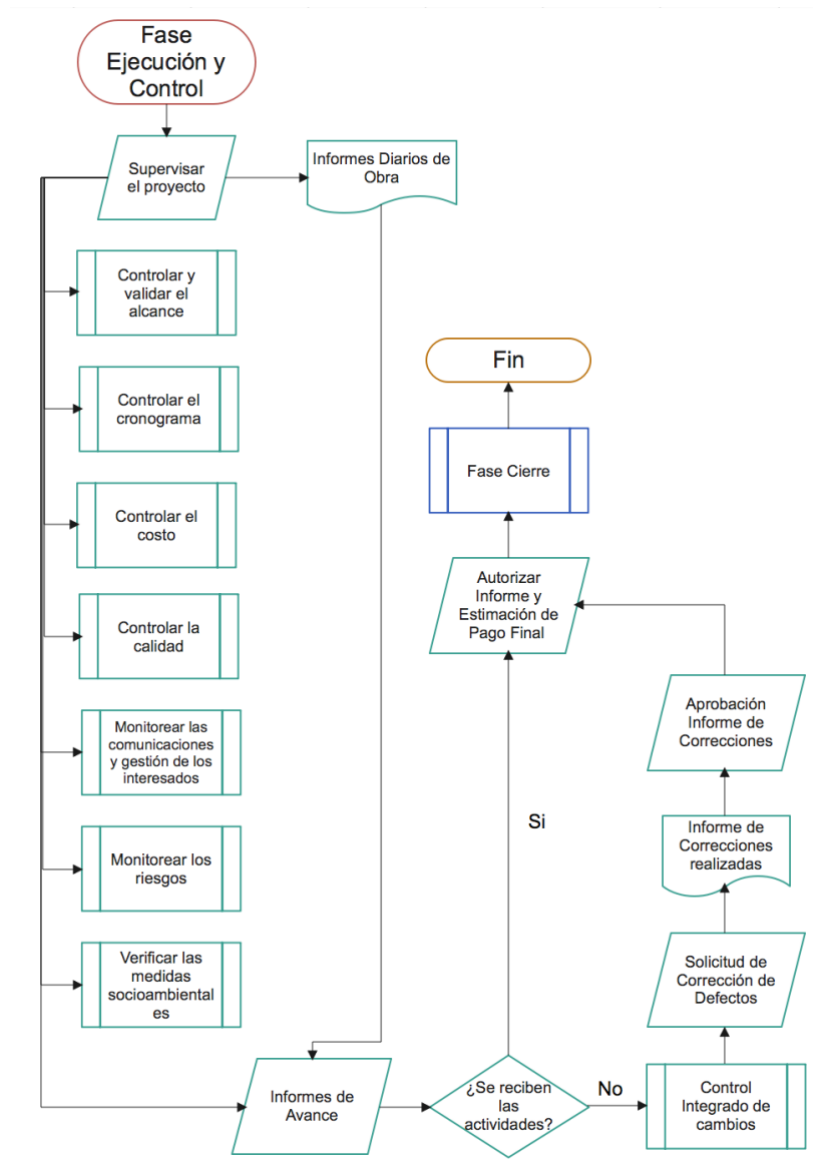 Fase
Ejecución y
Control
Supervisar
el proyecto
Informes Diarios de
Obra
Controlar y
validar el
alcance
Controlar el
cronograma
Controlar el
costo
Controlar la
calidad
Monitorear las
comunicaciones
y gestión de los
interesados
Monitorear los
riesgos
Verificar las
medidas
socioambiental
es
Informes de
Avance
¿Se reciben
las
actividades?
Si
No
Fin
Fase Cierre
Autorizar
Informe y
Estimación de
Pago Final
Aprobación
Informe de
Correcciones
Informe de
Correcciones
realizadas
Solicitud de
Corrección de
Defectos
Control
Integrado de
cambios